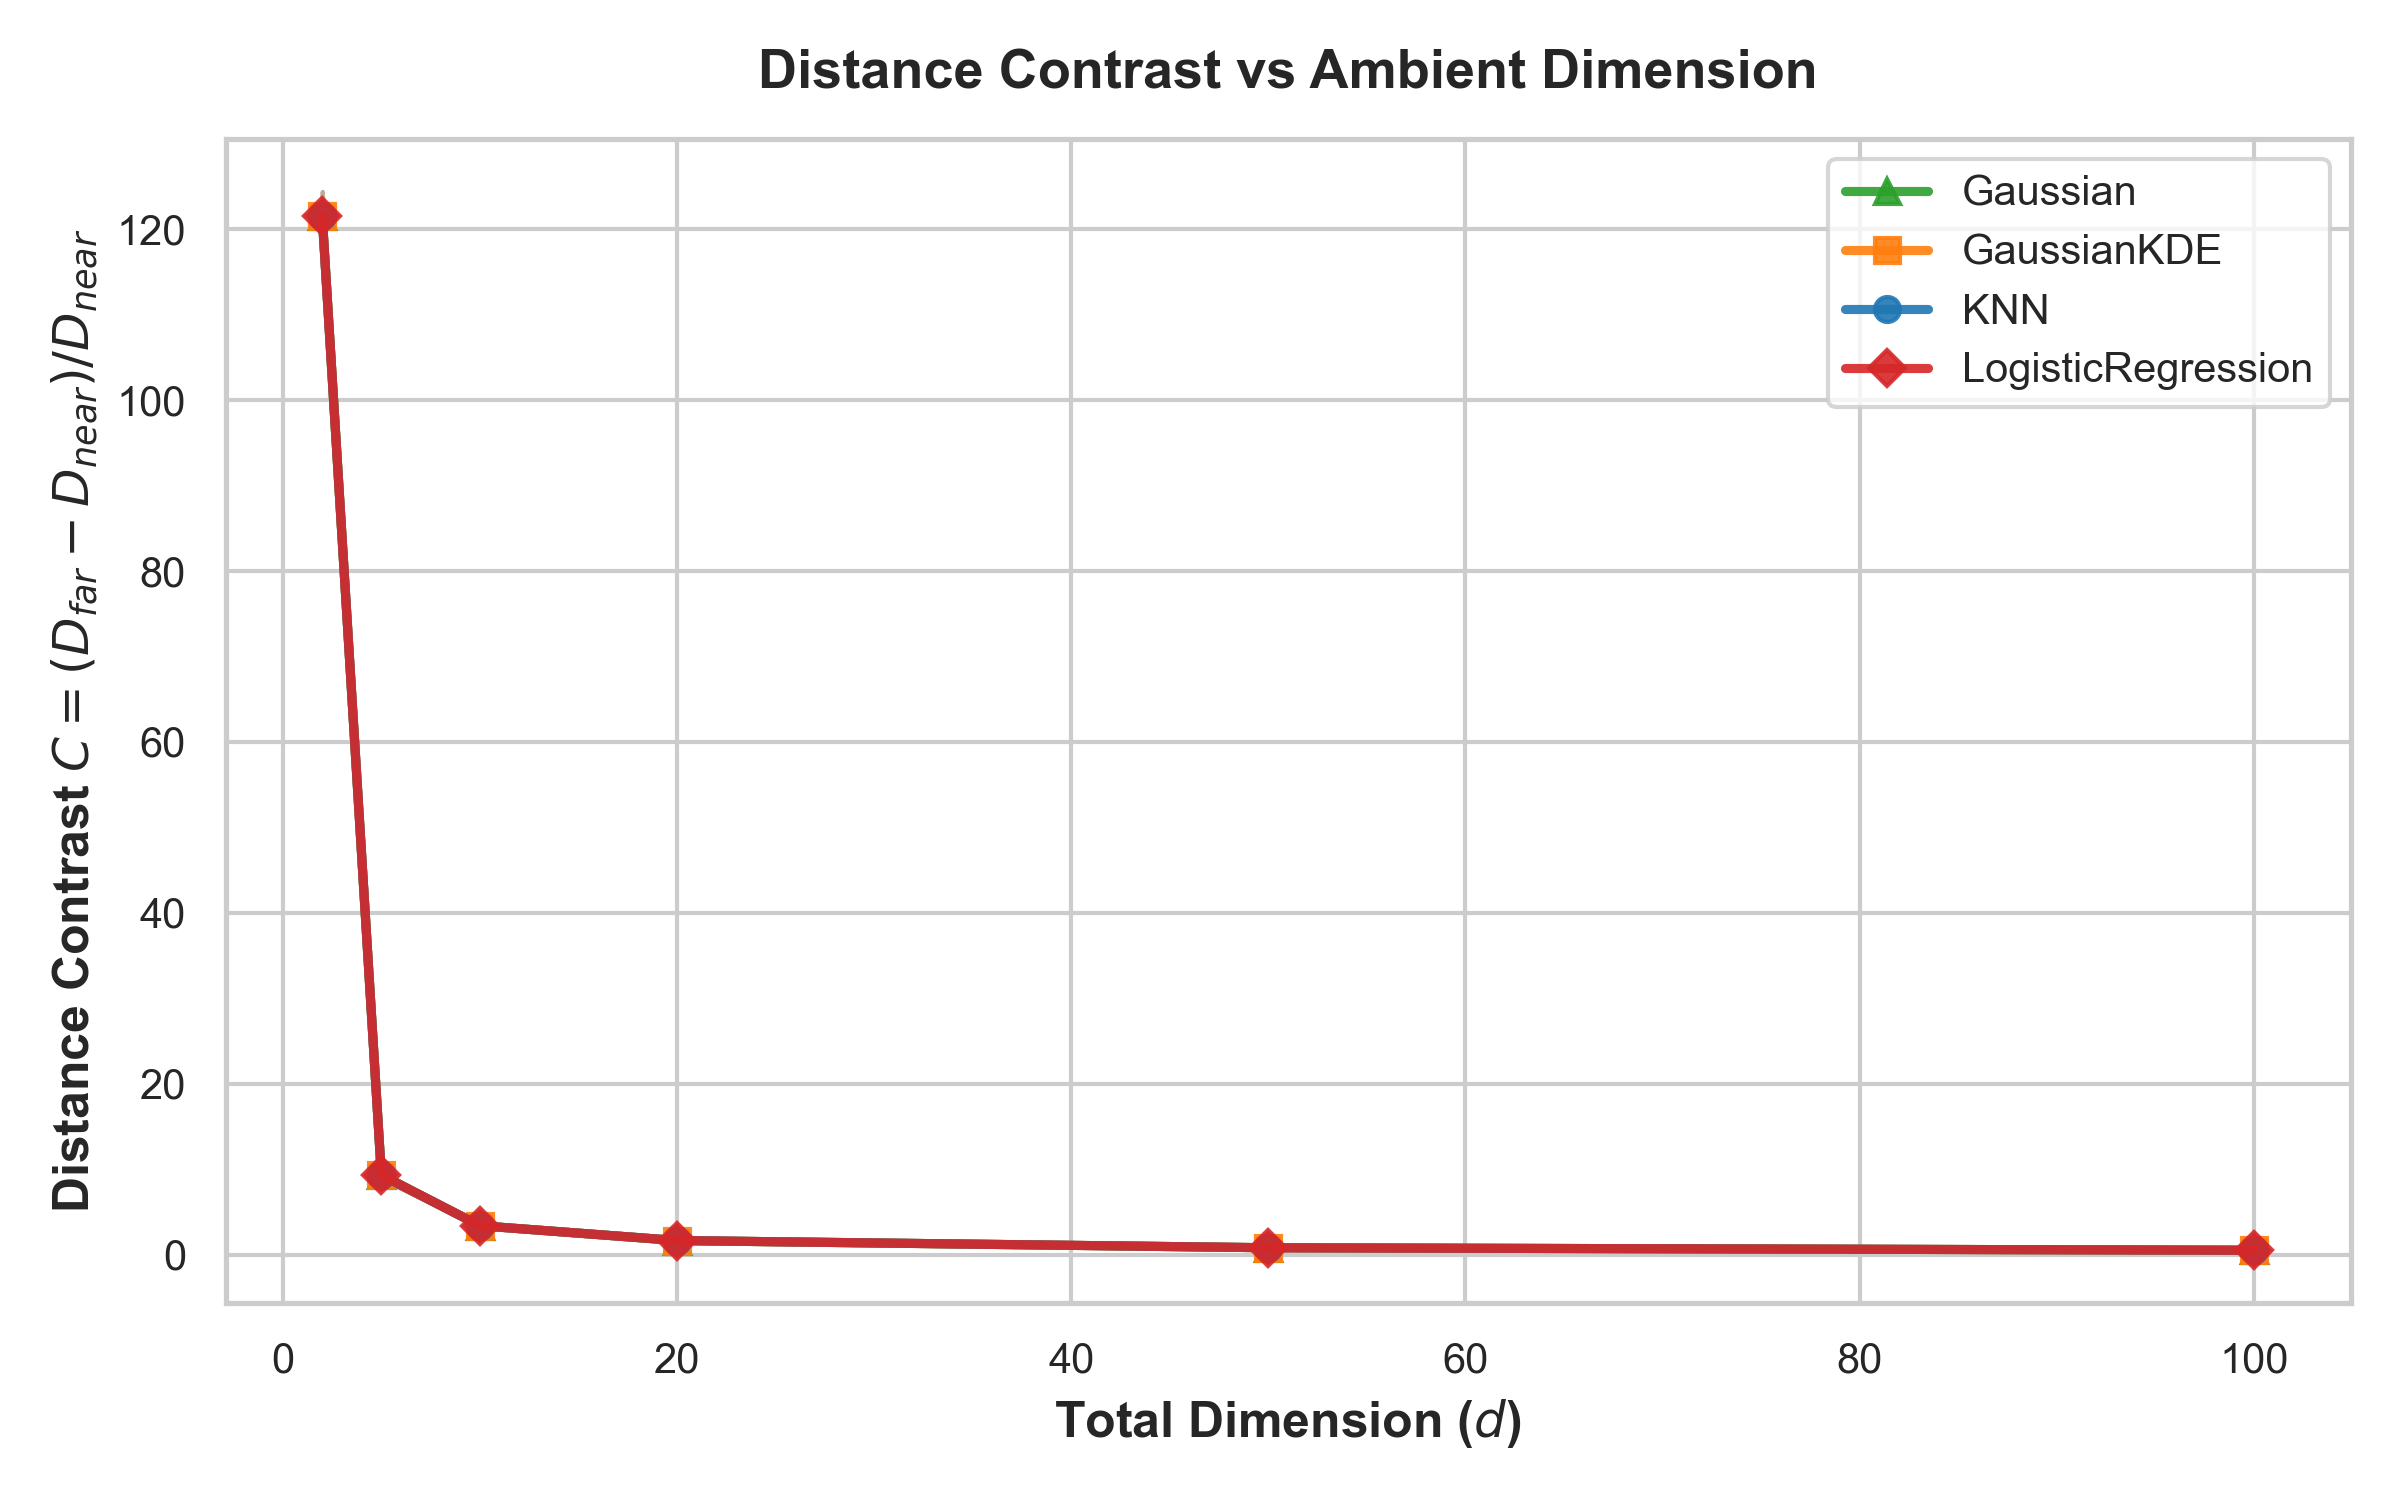 Distance Contrast vs Ambient Dimension
Distance Contrast C = (D_far − D_near)/D_near
120
100
80
60
40
20
0
Gaussian
GaussianKDE
KNN
LogisticRegression
0 20 40 60 80 100
Total Dimension (d)